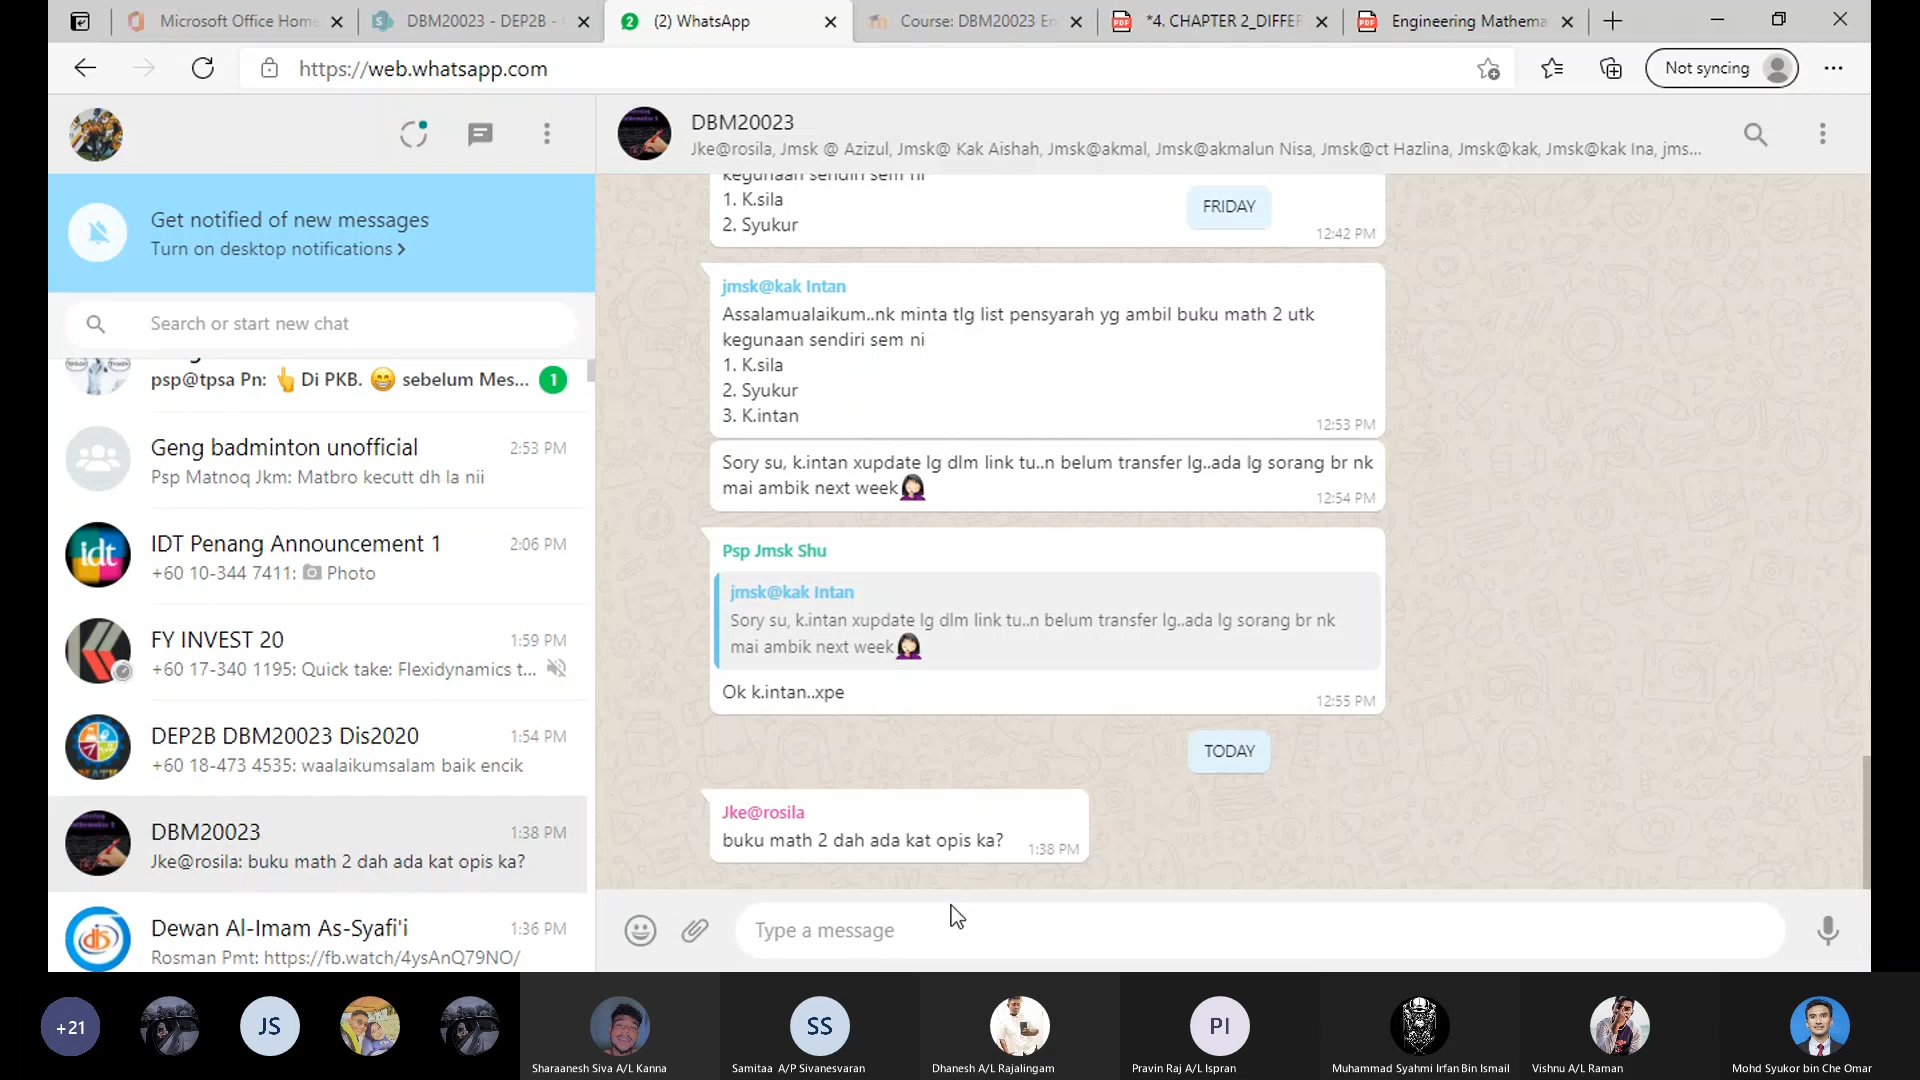 Microsoft Office Home
DBM20023 - DEP2B -
(2) WhatsApp
Course: DBM20023 En
*4. CHAPTER 2_DIFFER
Engineering Mathema
https://web.whatsapp.com
Not syncing
Get notified of new messages
Turn on desktop notifications >
Search or start new chat
psp@tpsa Pn: 👆 Di PKB. 😁 sebelum Mes...
1
Geng badminton unofficial
2:53 PM
Psp Matnoq Jkm: Matbro kecutt dh la nii
idt
IDT Penang Announcement 1
2:06 PM
+60 10-344 7411: Photo
FY INVEST 20
1:59 PM
+60 17-340 1195: Quick take: Flexidynamics t...
DEP2B DBM20023 Dis2020
1:54 PM
+60 18-473 4535: waalaikumsalam baik encik
DBM20023
1:38 PM
Jke@rosila: buku math 2 dah ada kat opis ka?
Dewan Al-Imam As-Syafi'i
1:36 PM
Rosman Pmt: https://fb.watch/4ysAnQ79NO/
DBM20023
Jke@rosila, Jmsk @ Azizul, Jmsk@ Kak Aishah, Jmsk@akmal, Jmsk@akmalun Nisa, Jmsk@ct Hazlina, Jmsk@kak, Jmsk@kak Ina, jms...
kegunaan sendiri sem ni
1. K.sila
2. Syukur
12:42 PM
FRIDAY
jmsk@kak Intan
Assalamualaikum..nk minta tlg list pensyarah yg ambil buku math 2 utk
kegunaan sendiri sem ni
1. K.sila
2. Syukur
3. K.intan
12:53 PM
Sory su, k.intan xupdate lg dlm link tu..n belum transfer lg..ada lg sorang br nk
mai ambik next week🤦🏻‍♀️
12:54 PM
Psp Jmsk Shu
jmsk@kak Intan
Sory su, k.intan xupdate lg dlm link tu..n belum transfer lg..ada lg sorang br nk
mai ambik next week🤦🏻‍♀️
Ok k.intan..xpe
12:55 PM
TODAY
Jke@rosila
buku math 2 dah ada kat opis ka?
1:38 PM
Type a message
+21
JS
Sharaanesh Siva A/L Kanna
SS
Samitaa A/P Sivanesvaran
Dhanesh A/L Rajalingam
PI
Pravin Raj A/L Ispran
Muhammad Syahmi Irfan Bin Ismail
Vishnu A/L Raman
Mohd Syukor bin Che Omar